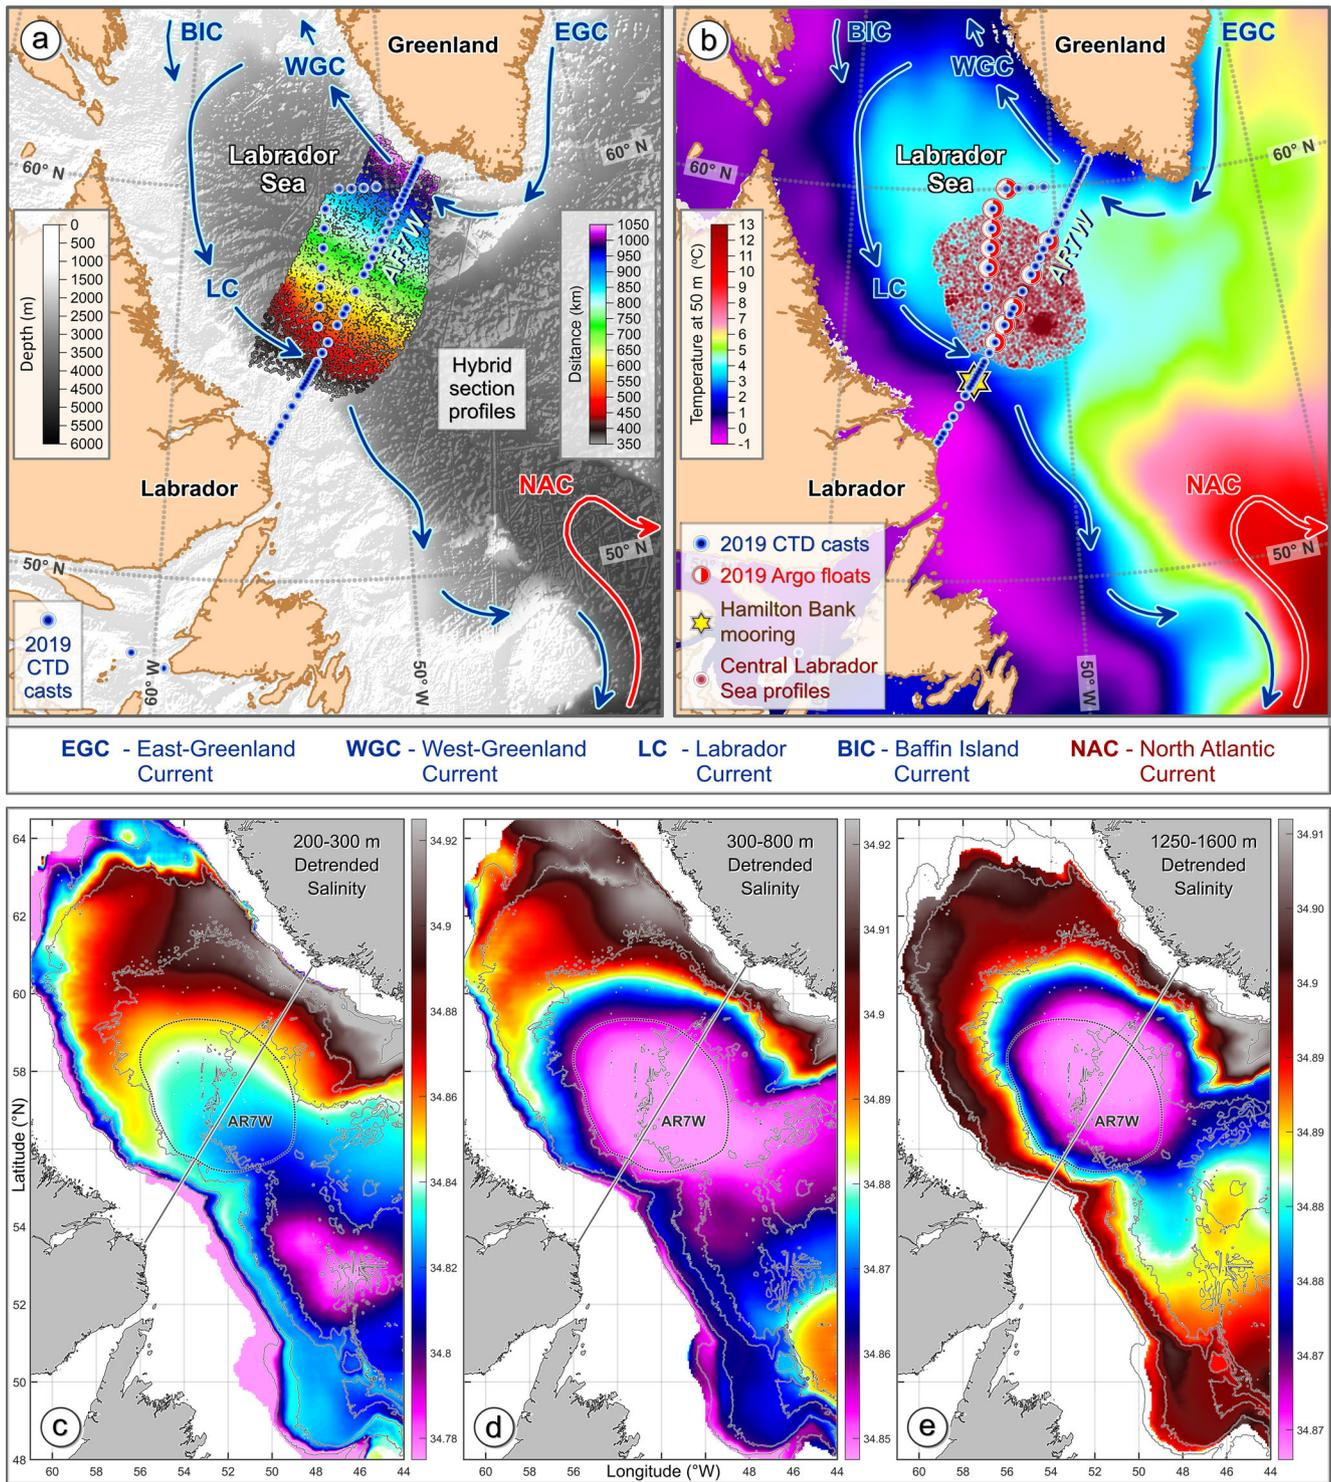 a
BIC
WGC
EGC
Greenland
60° N
60° N
Labrador
Sea
AR7W
LC
Depth (m)
0
500
1000
1500
2000
2500
3000
3500
4000
4500
5000
6000
Dsitance (km)
1050
1000
950
900
850
800
750
700
650
600
550
500
450
400
350
Hybrid
section
profiles
NAC
Labrador
50° N
50° N
2019
CTD
casts
60° W
50° W
b
BIC
WGC
EGC
Greenland
60° N
60° N
Labrador
Sea
AR7W
LC
Temperature at 50 m (°C)
13
12
11
10
9
8
7
6
5
4
3
2
1
0
-1
NAC
Labrador
50° N
50° W
2019 CTD casts
2019 Argo floats
Hamilton Bank
mooring
Central Labrador
Sea profiles
EGC - East-Greenland
Current
WGC - West-Greenland
Current
LC - Labrador
Current
BIC - Baffin Island
Current
NAC - North Atlantic
Current
200-300 m
Detrended
Salinity
AR7W
c
34.92
34.9
34.88
34.86
34.84
34.82
34.8
34.78
Latitude (°N)
64
62
60
58
56
54
52
50
48
60 58 56 54 52 50 48 46 44
300-800 m
Detrended
Salinity
AR7W
d
34.92
34.91
34.9
34.89
34.88
34.87
34.86
34.85
60 58 56 54 52 50 48 46 44
Longitude (°W)
1250-1600 m
Detrended
Salinity
AR7W
e
34.91
34.90
34.9
34.89
34.89
34.88
34.88
34.87
34.87
60 58 56 54 52 50 48 46 44